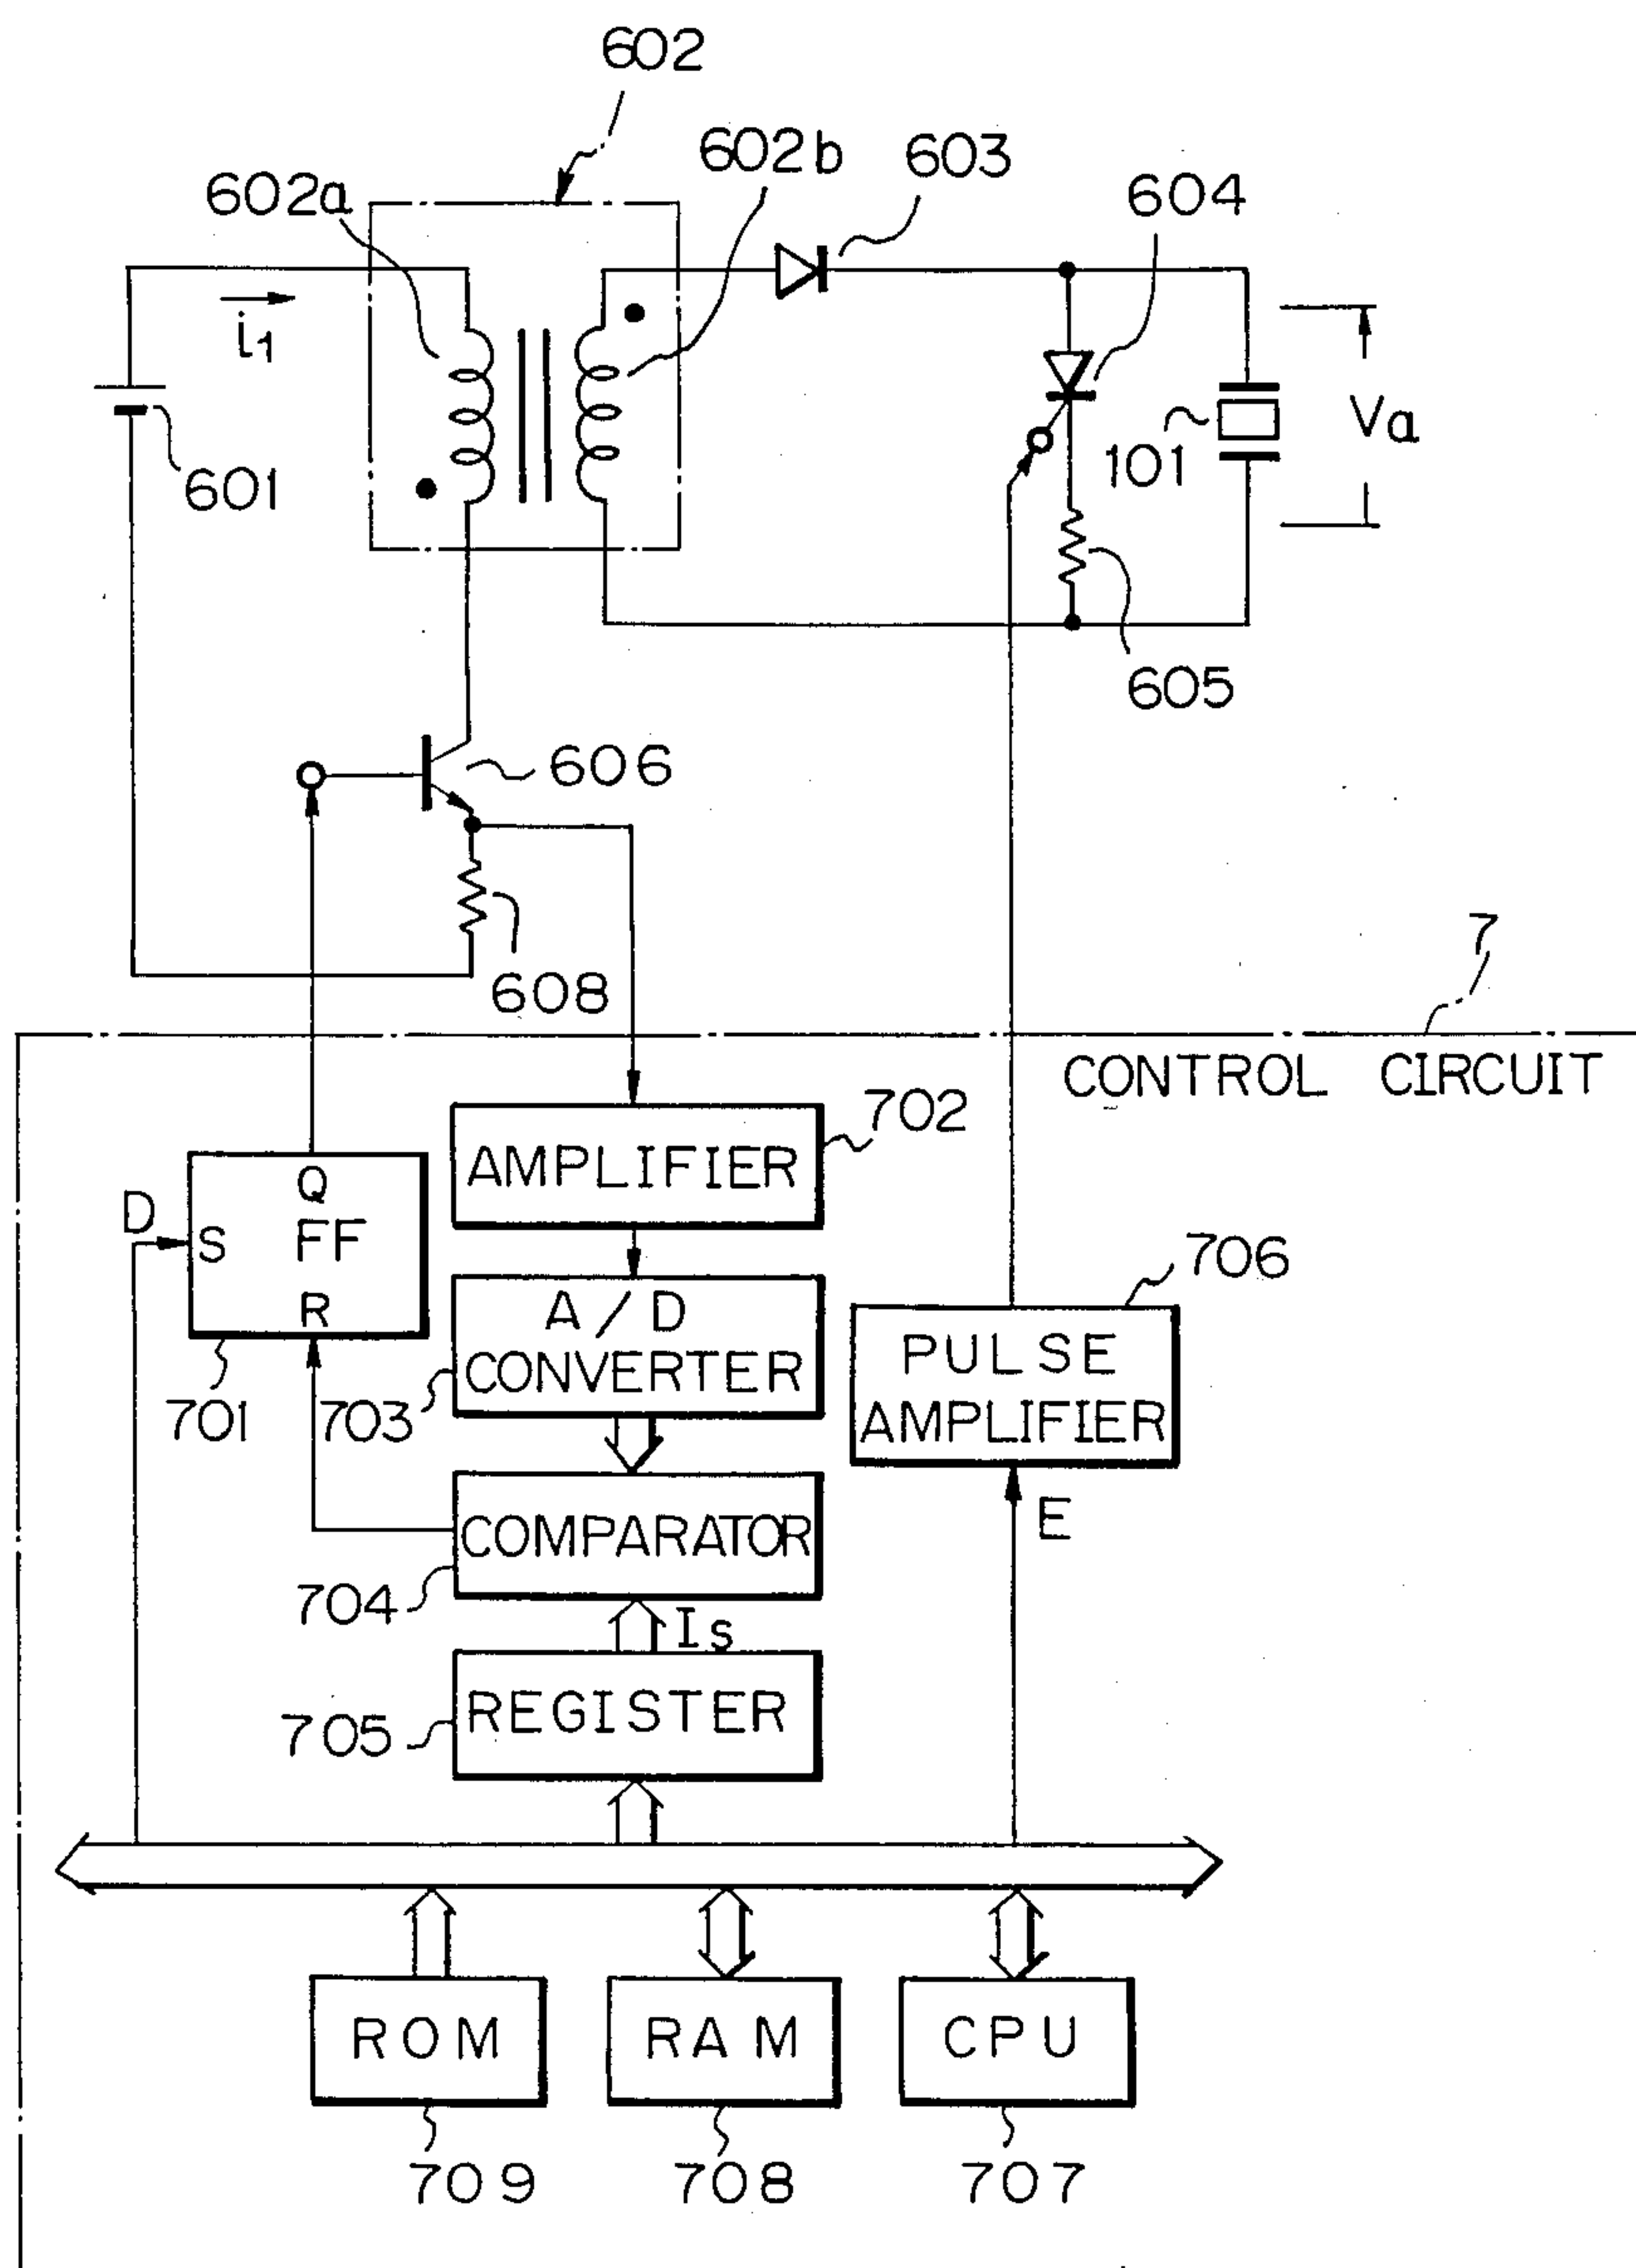 602
602b
603
602a
604
i1
601
101
Va
605
606
608
7
CONTROL CIRCUIT
702
AMPLIFIER
D
Q
S
FF
R
706
A/D
CONVERTER
PULSE
AMPLIFIER
701
703
E
COMPARATOR
704
Is
REGISTER
705
ROM
RAM
CPU
709
708
707